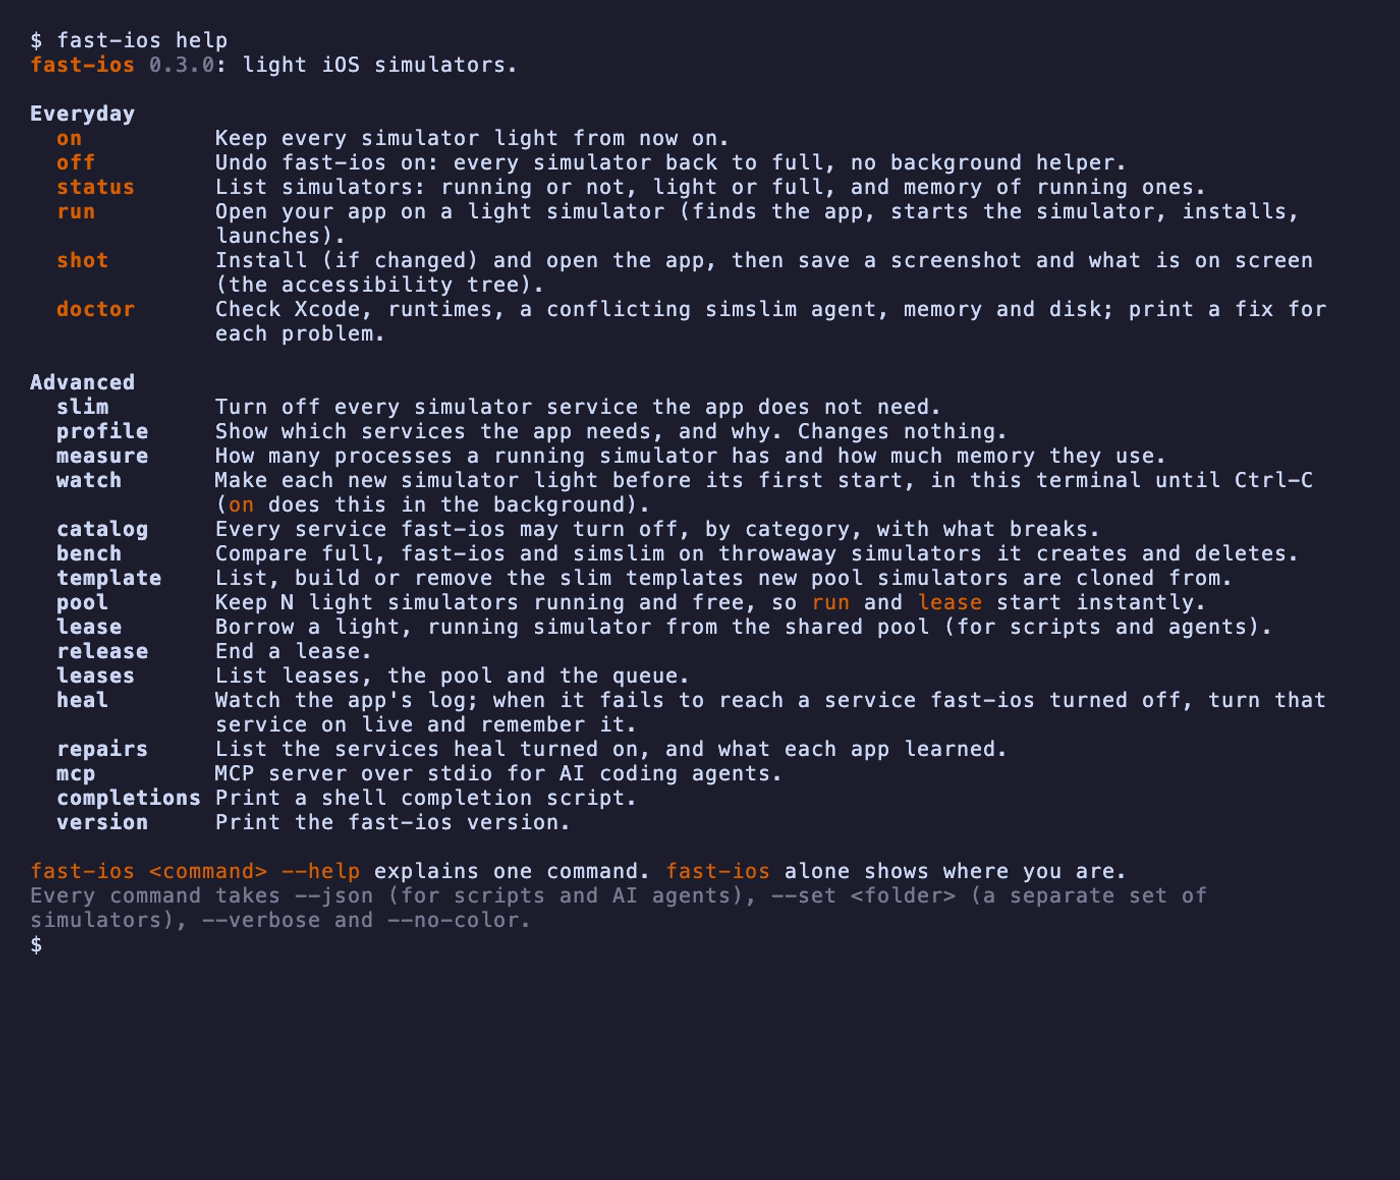 $ fast-ios help
fast-ios 0.3.0: light iOS simulators.
Everyday
on Keep every simulator light from now on.
off Undo fast-ios on: every simulator back to full, no background helper.
status List simulators: running or not, light or full, and memory of running ones.
run Open your app on a light simulator (finds the app, starts the simulator, installs,
launches).
shot Install (if changed) and open the app, then save a screenshot and what is on screen
(the accessibility tree).
doctor Check Xcode, runtimes, a conflicting simslim agent, memory and disk; print a fix for
each problem.
Advanced
slim Turn off every simulator service the app does not need.
profile Show which services the app needs, and why. Changes nothing.
measure How many processes a running simulator has and how much memory they use.
watch Make each new simulator light before its first start, in this terminal until Ctrl-C
(on does this in the background).
catalog Every service fast-ios may turn off, by category, with what breaks.
bench Compare full, fast-ios and simslim on throwaway simulators it creates and deletes.
template List, build or remove the slim templates new pool simulators are cloned from.
pool Keep N light simulators running and free, so run and lease start instantly.
lease Borrow a light, running simulator from the shared pool (for scripts and agents).
release End a lease.
leases List leases, the pool and the queue.
heal Watch the app's log; when it fails to reach a service fast-ios turned off, turn that
service on live and remember it.
repairs List the services heal turned on, and what each app learned.
mcp MCP server over stdio for AI coding agents.
completions Print a shell completion script.
version Print the fast-ios version.
fast-ios <command> --help explains one command. fast-ios alone shows where you are.
Every command takes --json (for scripts and AI agents), --set <folder> (a separate set of
simulators), --verbose and --no-color.
$